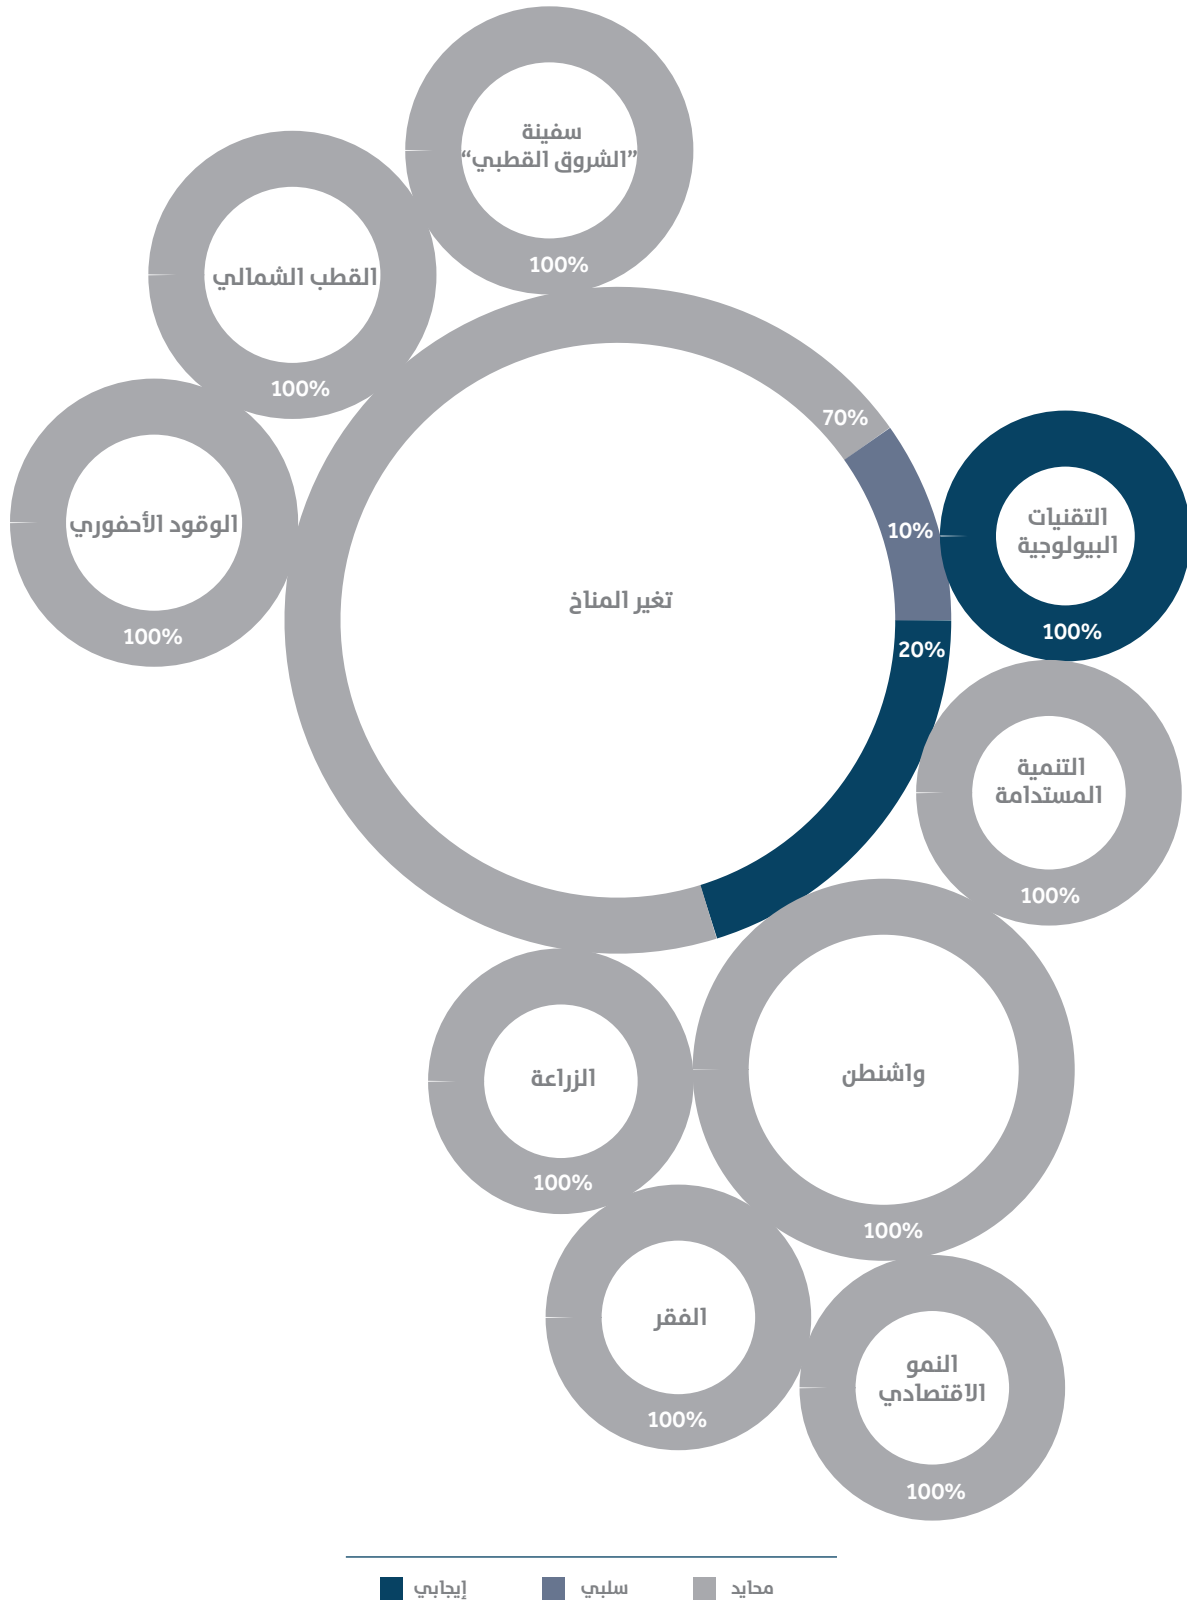 سفينة
”الشروق القطبي“
100%
القطب الشمالي
100%
70%
10%
20%
التقنيات
البيولوجية
100%
الوقود الأحفوري
100%
تغير المناخ
التنمية
المستدامة
100%
واشنطن
100%
الزراعة
100%
الفقر
100%
النمو
الاقتصادي
100%
محايد
سلبي
إيجابي